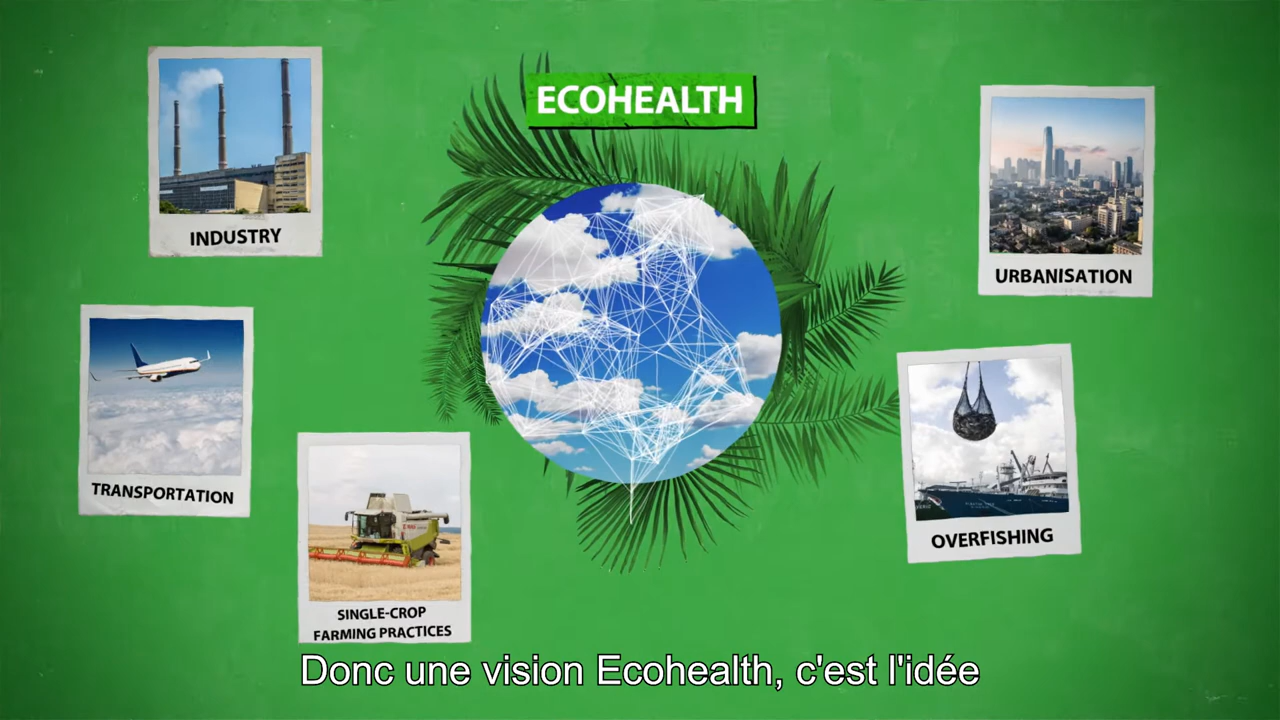 ECOHEALTH
INDUSTRY
URBANISATION
TRANSPORTATION
OVERFISHING
SINGLE-CROP
FARMING PRACTICES
Donc une vision Ecohealth, c'est l'idée